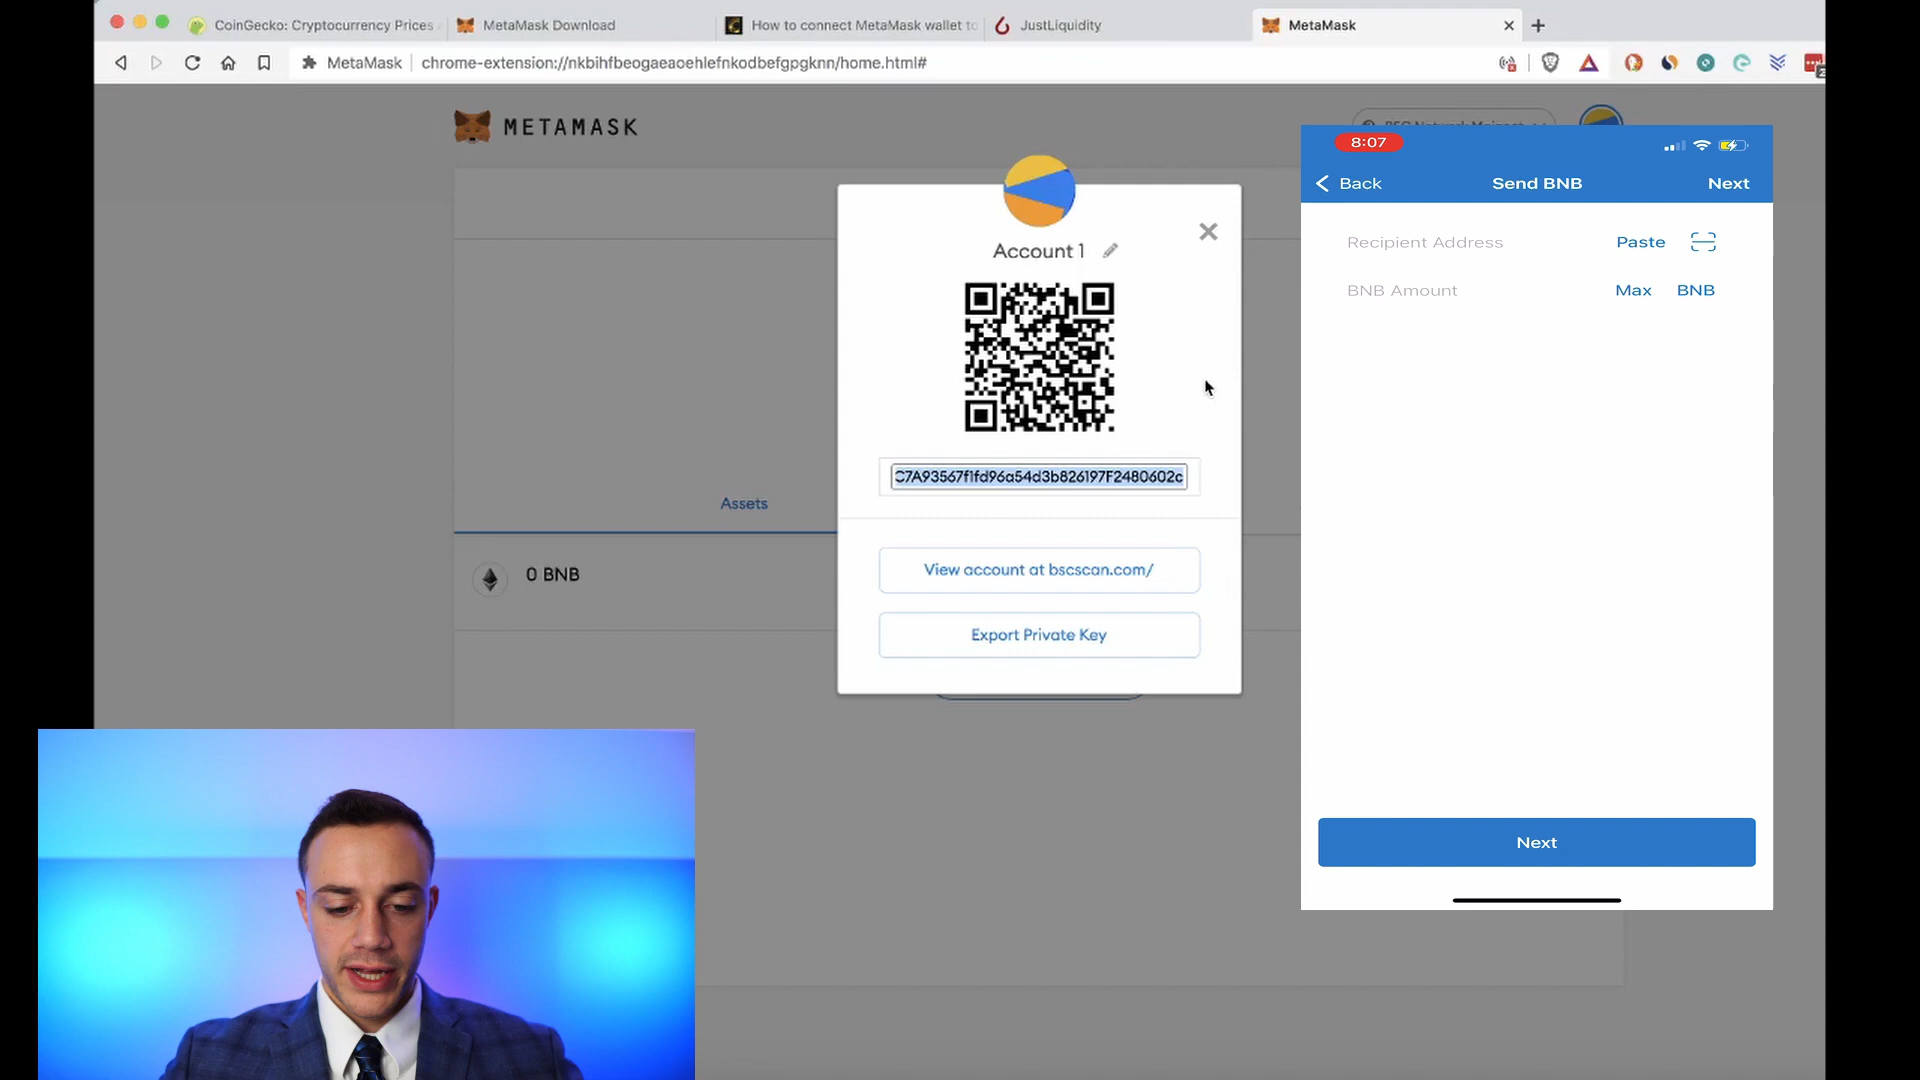 CoinGecko: Cryptocurrency Prices
MetaMask Download
How to connect MetaMask wallet to
JustLiquidity
MetaMask
MetaMask
chrome-extension://nkbihfbeogaeaoehlefnkodbefgpgknn/home.html#
METAMASK
Account 1
C7A93567f1fd96a54d3b826197F2480602c
Assets
0 BNB
View account at bscscan.com/
Export Private Key
8:07
Back
Send BNB
Next
Recipient Address
Paste
BNB Amount
Max
BNB
Next